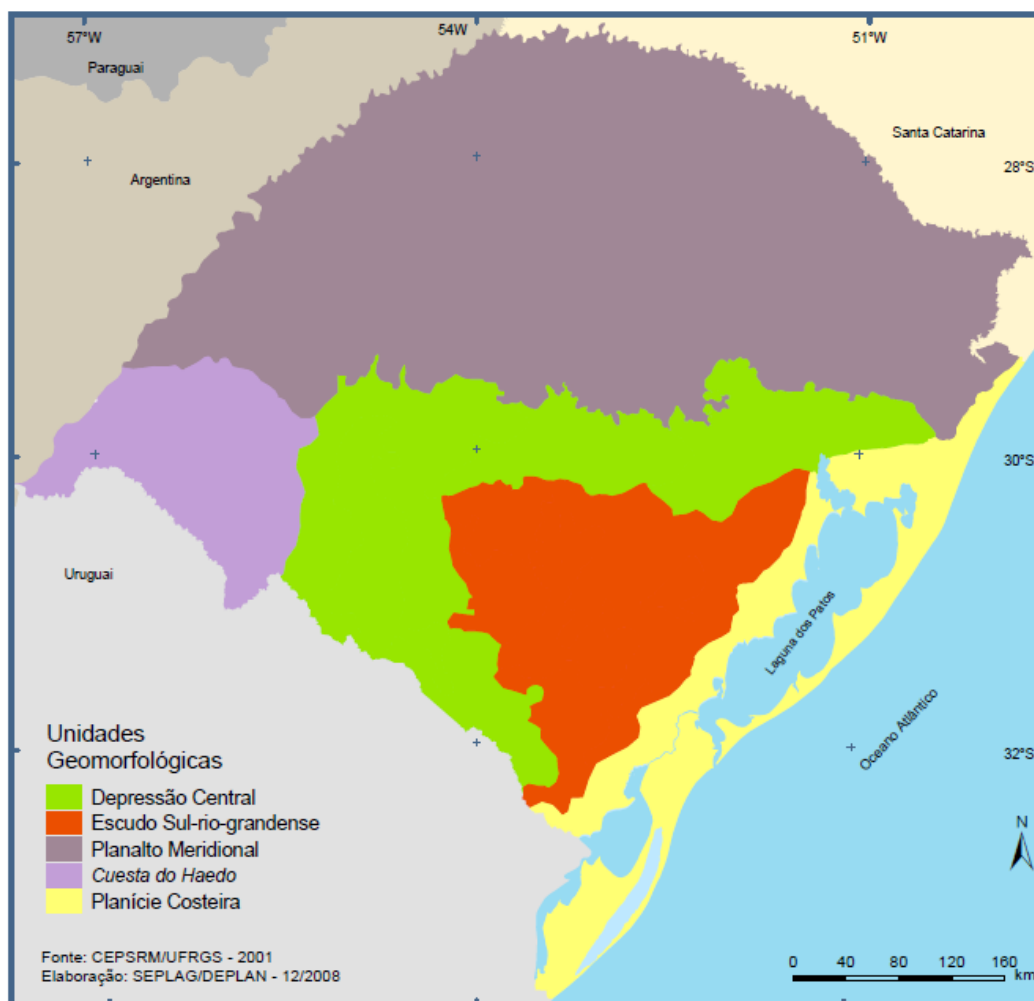 57°W
54W
51°W
Paraguai
Santa Catarina
28°S
Argentina
30°S
Uruguai
Laguna dos Patos
Oceano Atlântico
32°S
Unidades
Geomorfológicas
Depressão Central
Escudo Sul-rio-grandense
Planalto Meridional
Cuesta do Haedo
Planície Costeira
N
Fonte: CEPSRM/UFRGS - 2001
Elaboração: SEPLAG/DEPLAN - 12/2008
0 40 80 120 160
km